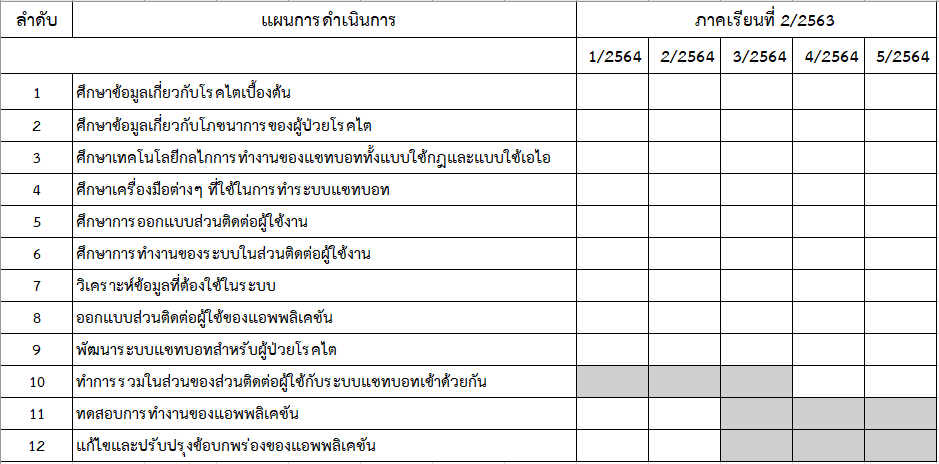 ลำดับ แผนการดำเนินการ ภาคเรียนที่ 2/2563
1/2564 2/2564 3/2564 4/2564 5/2564
1 ศึกษาข้อมูลเกี่ยวกับโรคไตเบื้องต้น
2 ศึกษาข้อมูลเกี่ยวกับโภชนาการของผู้ป่วยโรคไต
3 ศึกษาเทคโนโลยีกลไกการทำงานของแชทบอททั้งแบบใช้กฎและแบบใช้เอไอ
4 ศึกษาเครื่องมือต่างๆ ที่ใช้ในการทำระบบแชทบอท
5 ศึกษาการออกแบบส่วนติดต่อผู้ใช้งาน
6 ศึกษาการทำงานของระบบในส่วนติดต่อผู้ใช้งาน
7 วิเคราะห์ข้อมูลที่ต้องใช้ในระบบ
8 ออกแบบส่วนติดต่อผู้ใช้ของแอพพลิเคชัน
9 พัฒนาระบบแชทบอทสำหรับผู้ป่วยโรคไต
10 ทำการรวมในส่วนของส่วนติดต่อผู้ใช้กับระบบแชทบอทเข้าด้วยกัน
11 ทดสอบการทำงานของแอพพลิเคชัน
12 แก้ไขและปรับปรุงข้อบกพร่องของแอพพลิเคชัน